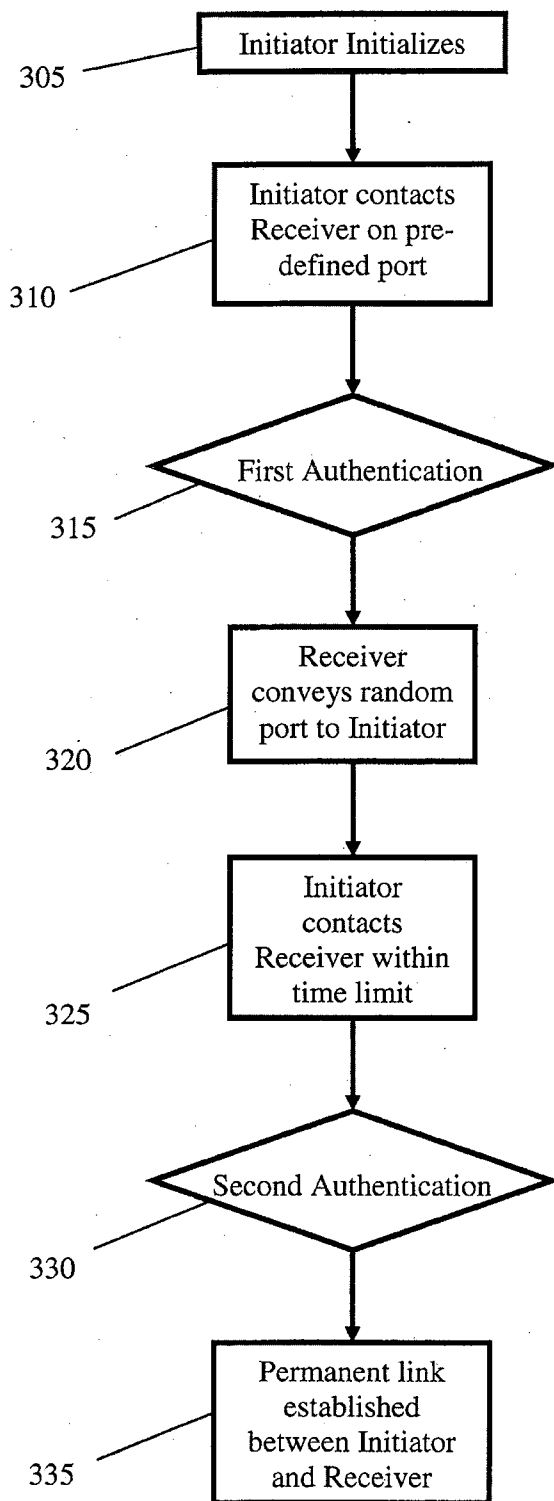 Initiator Initializes
305
Initiator contacts
Receiver on pre-
defined port
310
First Authentication
315
Receiver
conveys random
port to Initiator
320
Initiator
contacts
Receiver within
time limit
325
Second Authentication
330
Permanent link
established
between Initiator
and Receiver
335